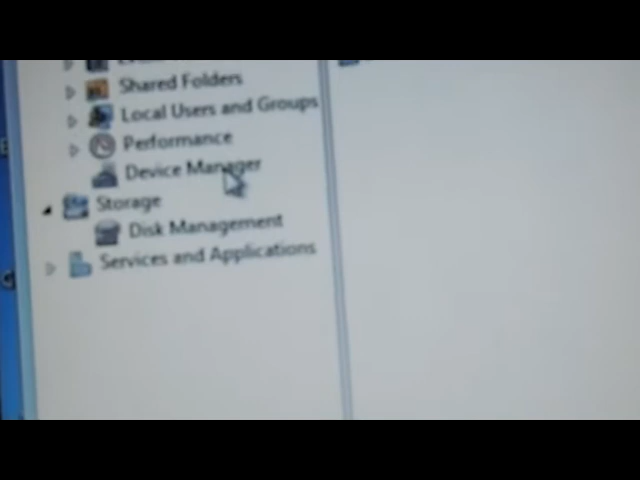 Shared Folders
Local Users and Groups
Performance
Device Manager
Storage
Disk Management
Services and Applications